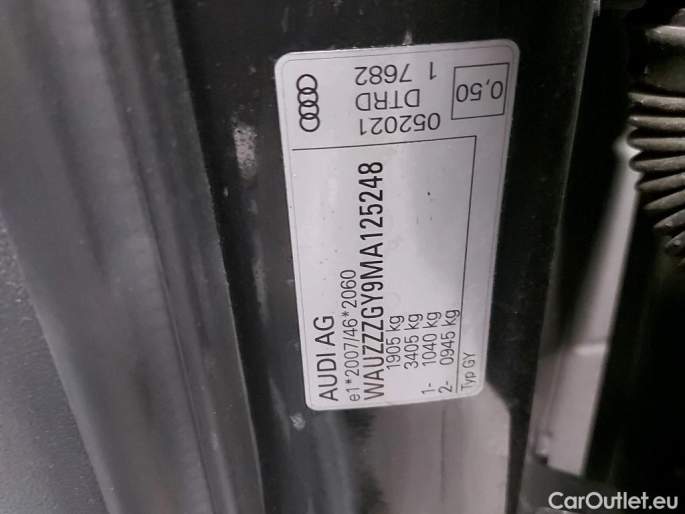 AUDI AG
e1*2007/46*2060
WAUZZZGY9MA125248
1905 kg
3405 kg
1- 1040 kg
2- 0945 kg
Typ GY
052021
DTRD
1 7682
0,50
CarOutlet.eu